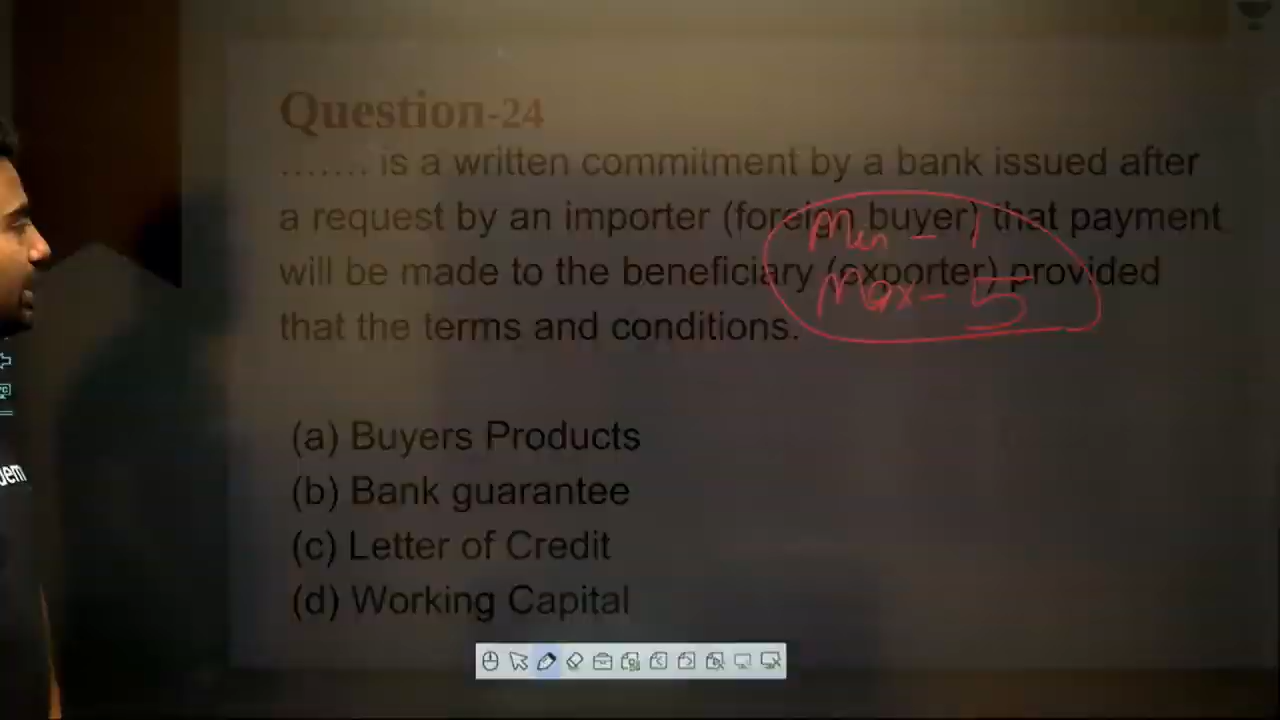 Question-24
....... is a written commitment by a bank issued after
a request by an importer (foreign buyer) that payment
will be made to the beneficiary (exporter) provided
that the terms and conditions.
Min - 1
Max - 5
(a) Buyers Products
(b) Bank guarantee
(c) Letter of Credit
(d) Working Capital
dem